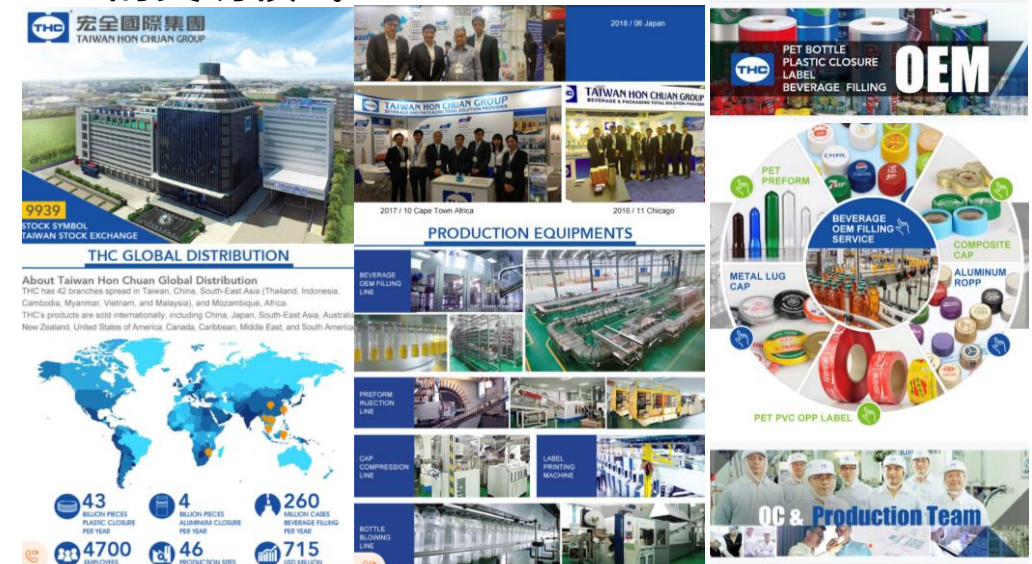 THC
宏全國際集團
TAIWAN HON CHUAN GROUP
9939
STOCK SYMBOL
TAIWAN STOCK EXCHANGE
THC GLOBAL DISTRIBUTION
About Taiwan Hon Chuan Global Distribution
THC has 42 branches spread in Taiwan, China, South-East Asia (Thailand, Indonesia,
Cambodia, Myanmar, Vietnam, and Malaysia), and Mozambique, Africa.
THC's products are sold internationally, including China, Japan, South-East Asia, Australia
New Zealand, United States of America, Canada, Caribbean, Middle East, and South America
43
BILLION PIECES
PLASTIC CLOSURE
PER YEAR
4
BILLION PIECES
ALUMINUM CLOSURE
PER YEAR
260
MILLION CASES
BEVERAGE FILLING
PER YEAR
4700
EMPLOYEES
46
PRODUCTION SITES
715
USD MILLION
2018 / 06 Japan
TAIWAN HON CHUAN GROUP
BEVERAGE AND PACKAGING TOTAL SOLUTION PROVIDER
TAIWAN HON CHUAN GROUP
BEVERAGE & PACKAGING TOTAL SOLUTION PROVIDER
2017 / 10 Cape Town Africa
2016 / 11 Chicago
PRODUCTION EQUIPMENTS
BEVERAGE
OEM FILLING
LINE
PREFORM
INJECTION
LINE
CAP
COMPRESSION
LINE
LABEL
PRINTING
MACHINE
BOTTLE
BLOWING
LINE
THC
PET BOTTLE
PLASTIC CLOSURE
LABEL
BEVERAGE FILLING
OEM
PET
PREFORM
BEVERAGE
OEM FILLING
SERVICE
COMPOSITE
CAP
METAL LUG
CAP
ALUMINUM
ROPP
PET PVC OPP LABEL
QC & Production Team